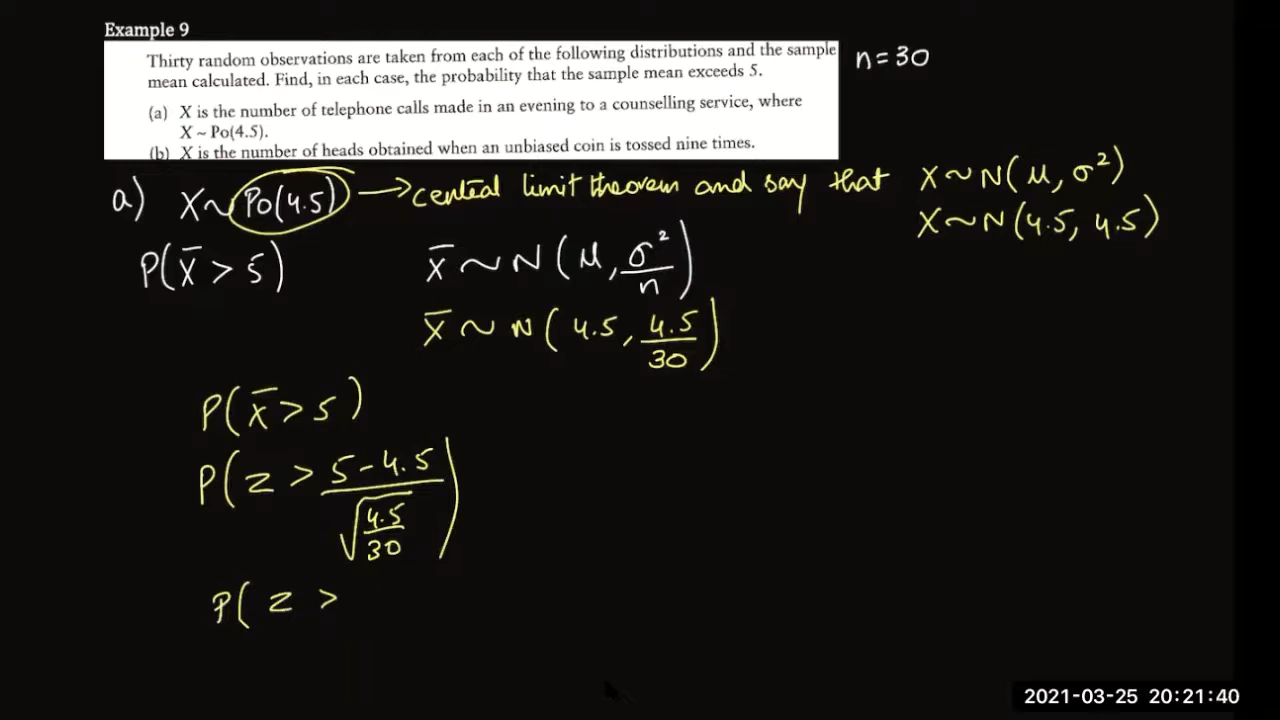 Example 9
Thirty random observations are taken from each of the following distributions and the sample
mean calculated. Find, in each case, the probability that the sample mean exceeds 5.
n=30
(a) X is the number of telephone calls made in an evening to a counselling service, where
X ~ Po(4.5).
(b) X is the number of heads obtained when an unbiased coin is tossed nine times.
a) X~Po(4.5) → central limit theorem and say that X~N(μ, σ²)
X~N(4.5, 4.5)
P(X̄ > 5) X̄ ~ N(μ, σ²/n)
X̄ ~ N(4.5, 4.5/30)
P(X̄ > 5)
P(z > 5-4.5/√(4.5/30))
P( z >
2021-03-25 20:21:40